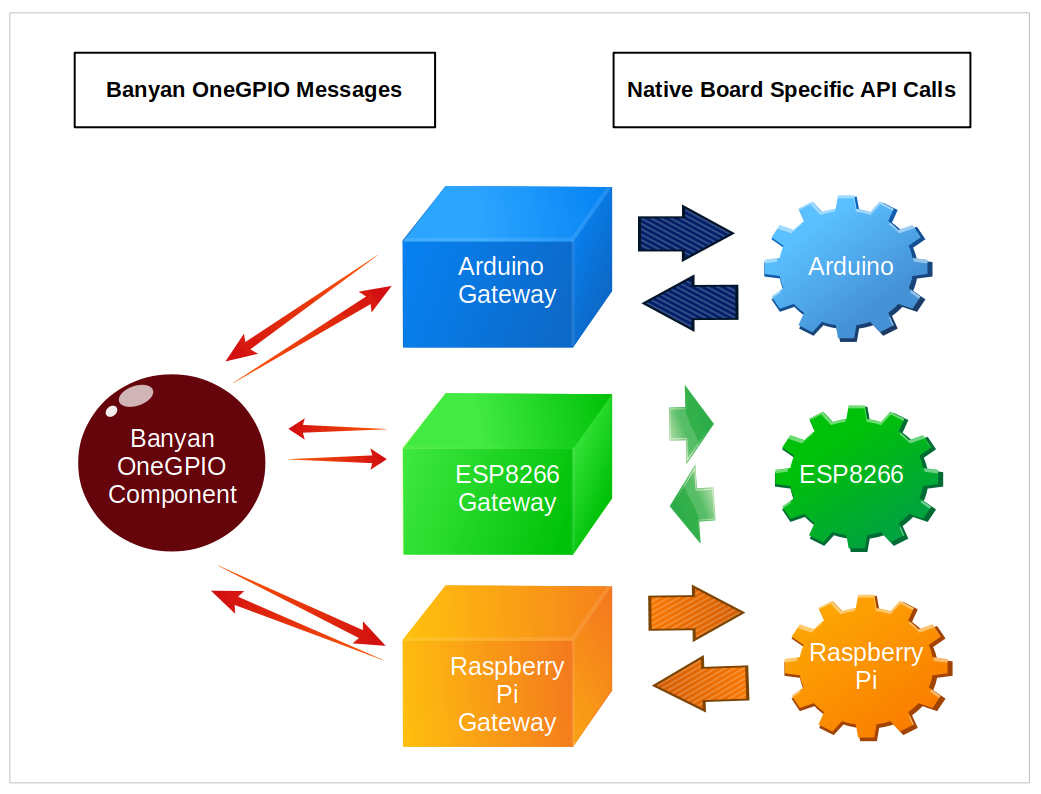 Banyan OneGPIO Messages
Native Board Specific API Calls
Arduino
Gateway
Arduino
Banyan
OneGPIO
Component
ESP8266
Gateway
ESP8266
Raspberry
Pi
Gateway
Raspberry
Pi